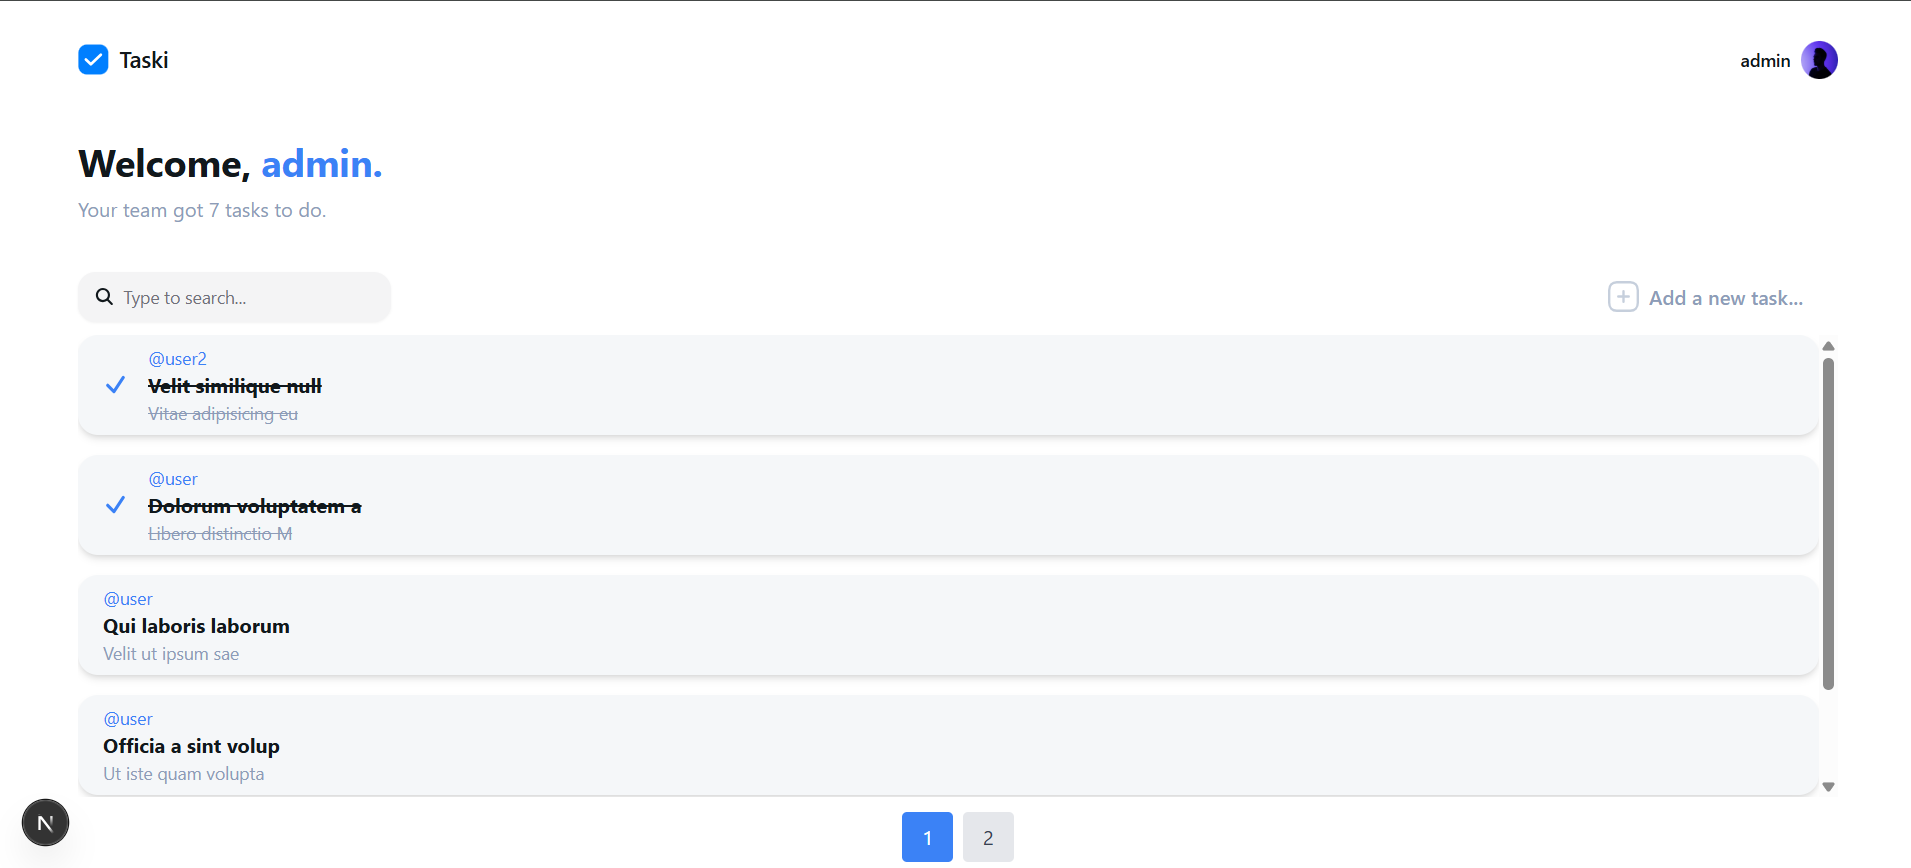 Taski
admin
Welcome, admin.
Your team got 7 tasks to do.
Type to search...
Add a new task...
@user2
Velit similique null
Vitae adipisicing eu
@user
Dolorum voluptatem a
Libero distinctio M
@user
Qui laboris laborum
Velit ut ipsum sae
@user
Officia a sint volup
Ut iste quam volupta
N
1
2